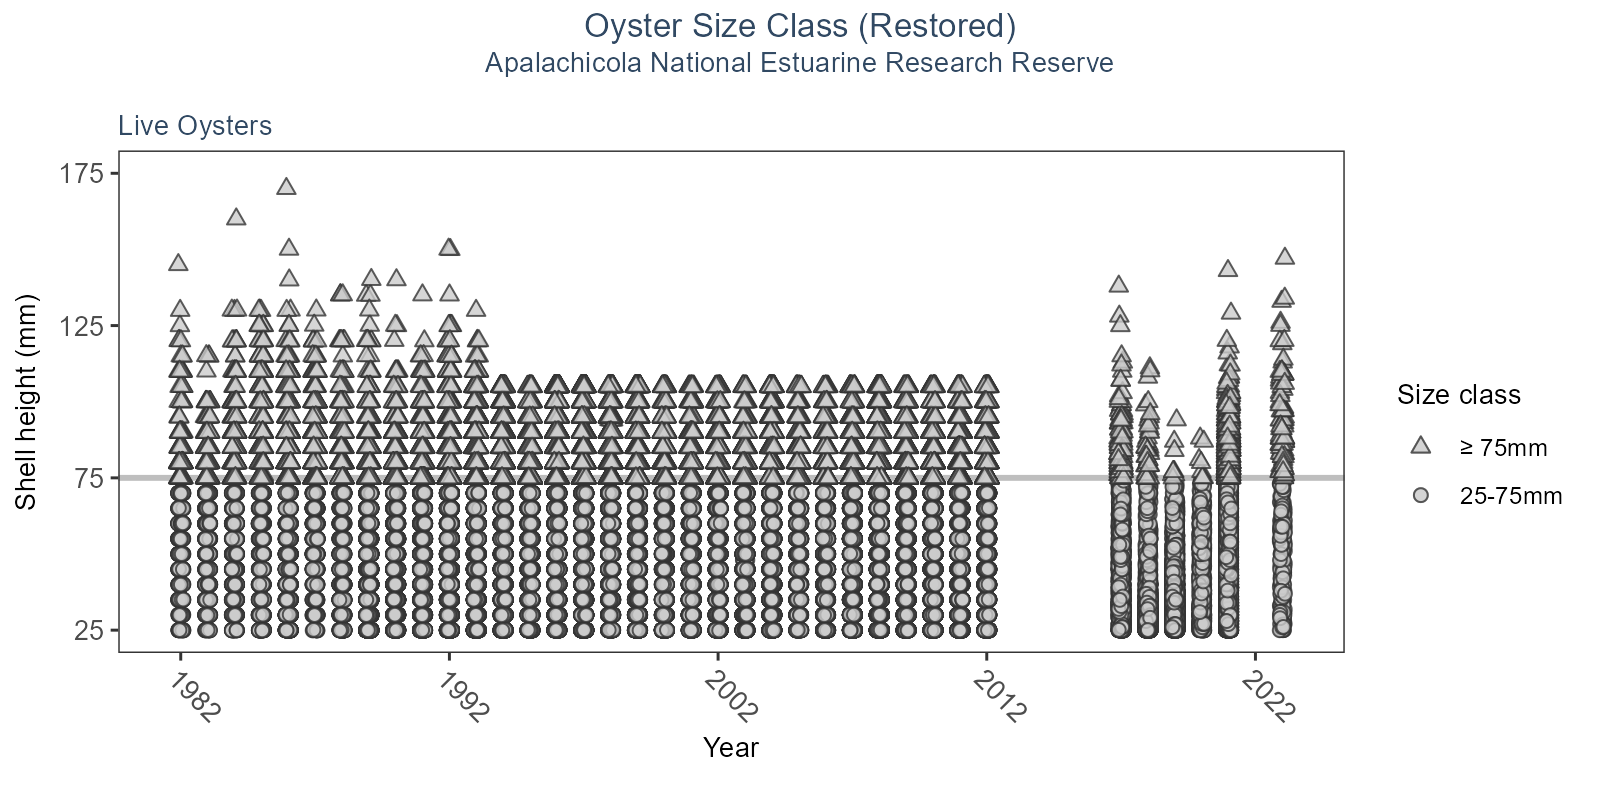 Oyster Size Class (Restored)
Apalachicola National Estuarine Research Reserve
Live Oysters
175
125
75
25
Shell height (mm)
1982
1992
2002
2012
2022
Year
Size class
≥ 75mm
25-75mm